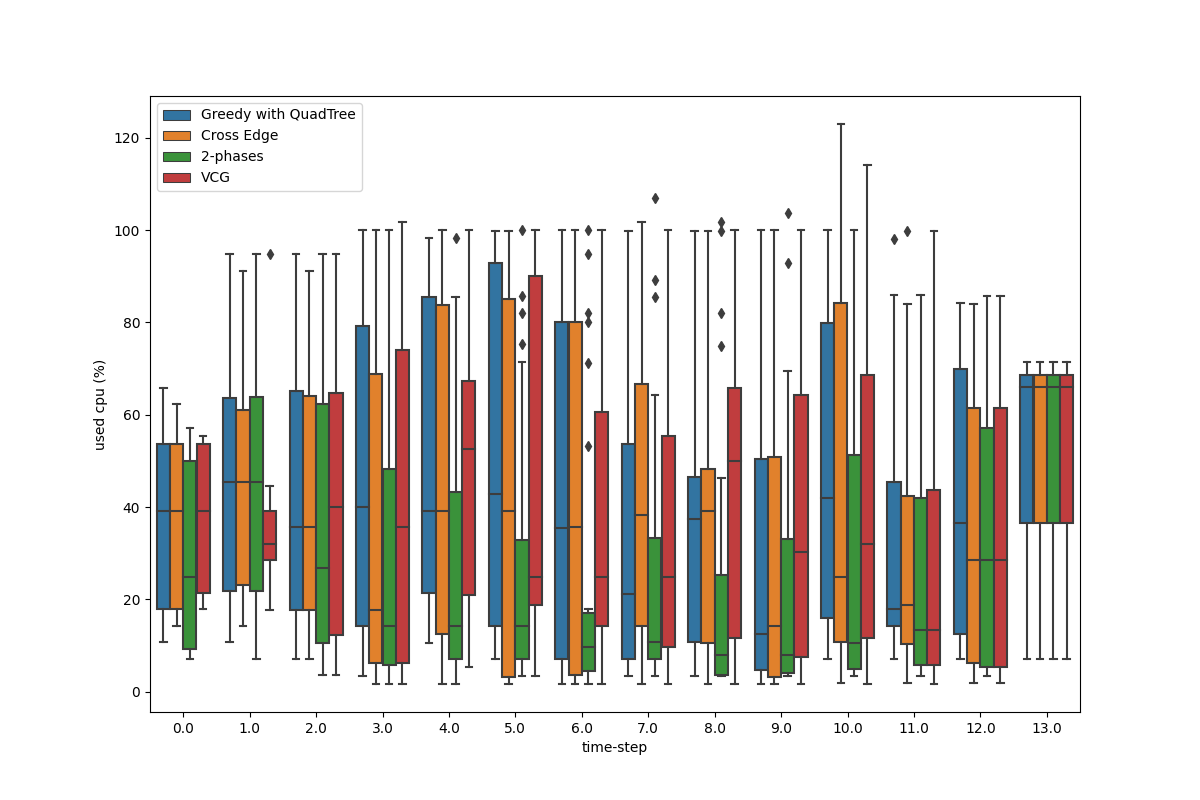 Greedy with QuadTree
Cross Edge
2-phases
VCG
used cpu (%)
120
100
80
60
40
20
0
0.0 1.0 2.0 3.0 4.0 5.0 6.0 7.0 8.0 9.0 10.0 11.0 12.0 13.0
time-step